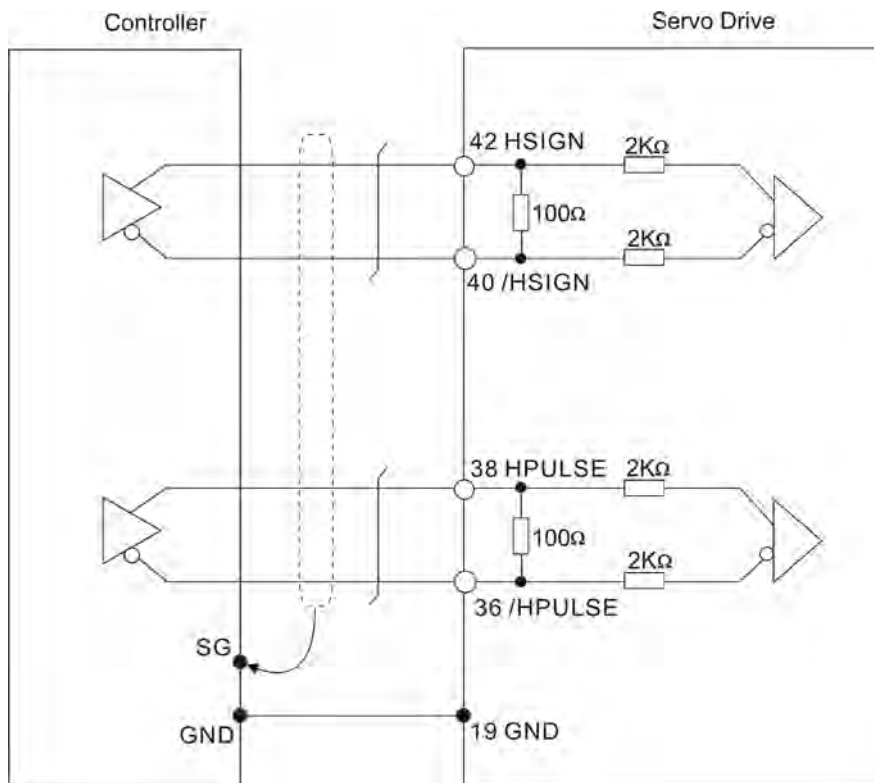 Controller
Servo Drive
42 HSIGN
2KΩ
100Ω
2KΩ
40 /HSIGN
38 HPULSE
2KΩ
100Ω
2KΩ
36 /HPULSE
SG
GND
19 GND